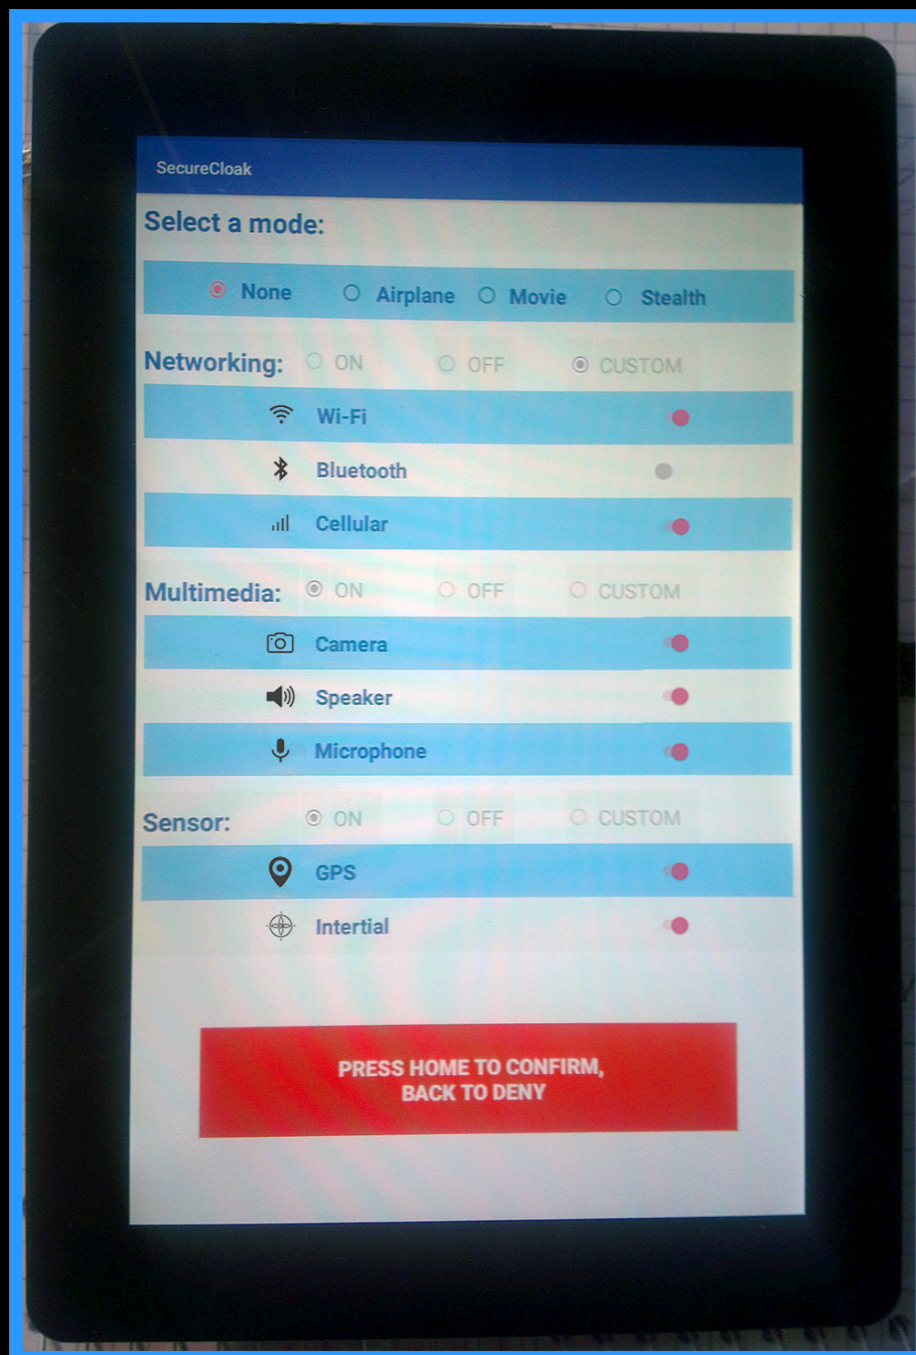 SecureCloak
Select a mode:
None Airplane Movie Stealth
Networking: ON OFF CUSTOM
Wi-Fi
Bluetooth
Cellular
Multimedia: ON OFF CUSTOM
Camera
Speaker
Microphone
Sensor: ON OFF CUSTOM
GPS
Intertial
PRESS HOME TO CONFIRM,
BACK TO DENY